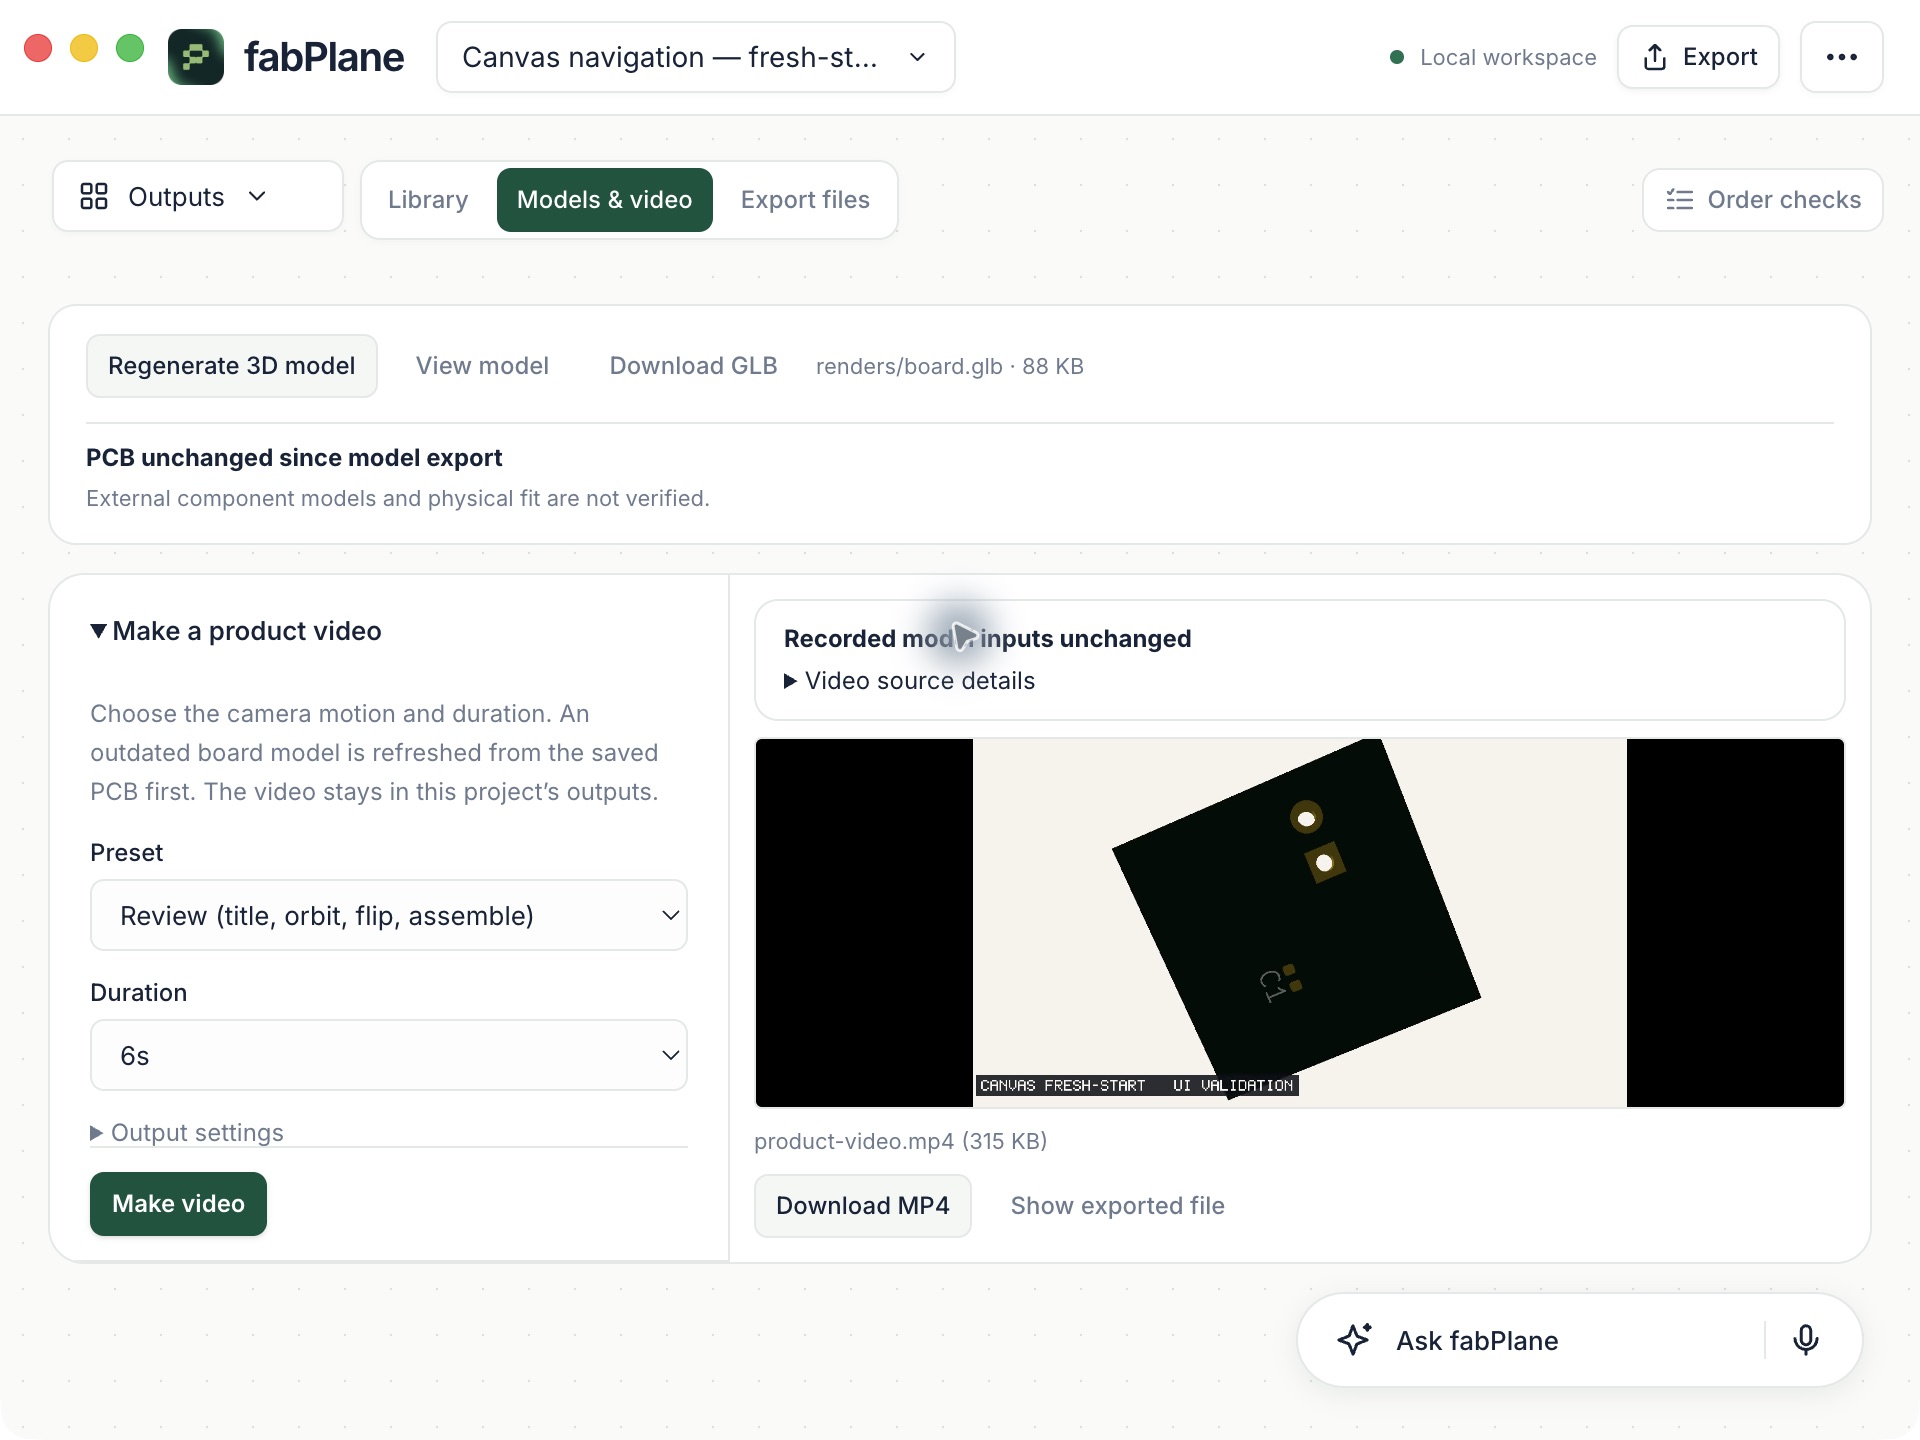 fabPlane
Canvas navigation — fresh-st...
Local workspace
Export
Outputs
Library
Models & video
Export files
Order checks
Regenerate 3D model
View model
Download GLB
renders/board.glb · 88 KB
PCB unchanged since model export
External component models and physical fit are not verified.
Make a product video
Choose the camera motion and duration. An
outdated board model is refreshed from the saved
PCB first. The video stays in this project’s outputs.
Preset
Review (title, orbit, flip, assemble)
Duration
6s
Output settings
Make video
Recorded model inputs unchanged
Video source details
C1
CANVAS FRESH-START UI VALIDATION
product-video.mp4 (315 KB)
Download MP4
Show exported file
Ask fabPlane